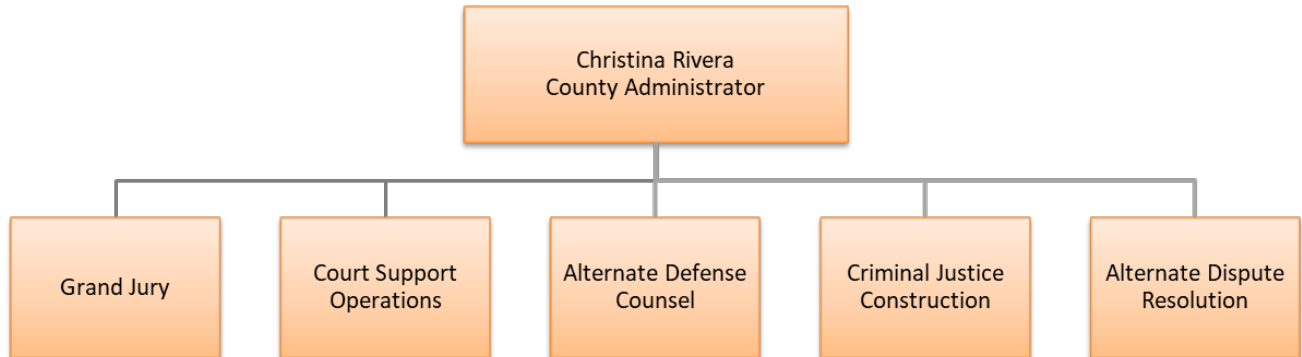 Christina Rivera
County Administrator
Grand Jury
Court Support
Operations
Alternate Defense
Counsel
Criminal Justice
Construction
Alternate Dispute
Resolution